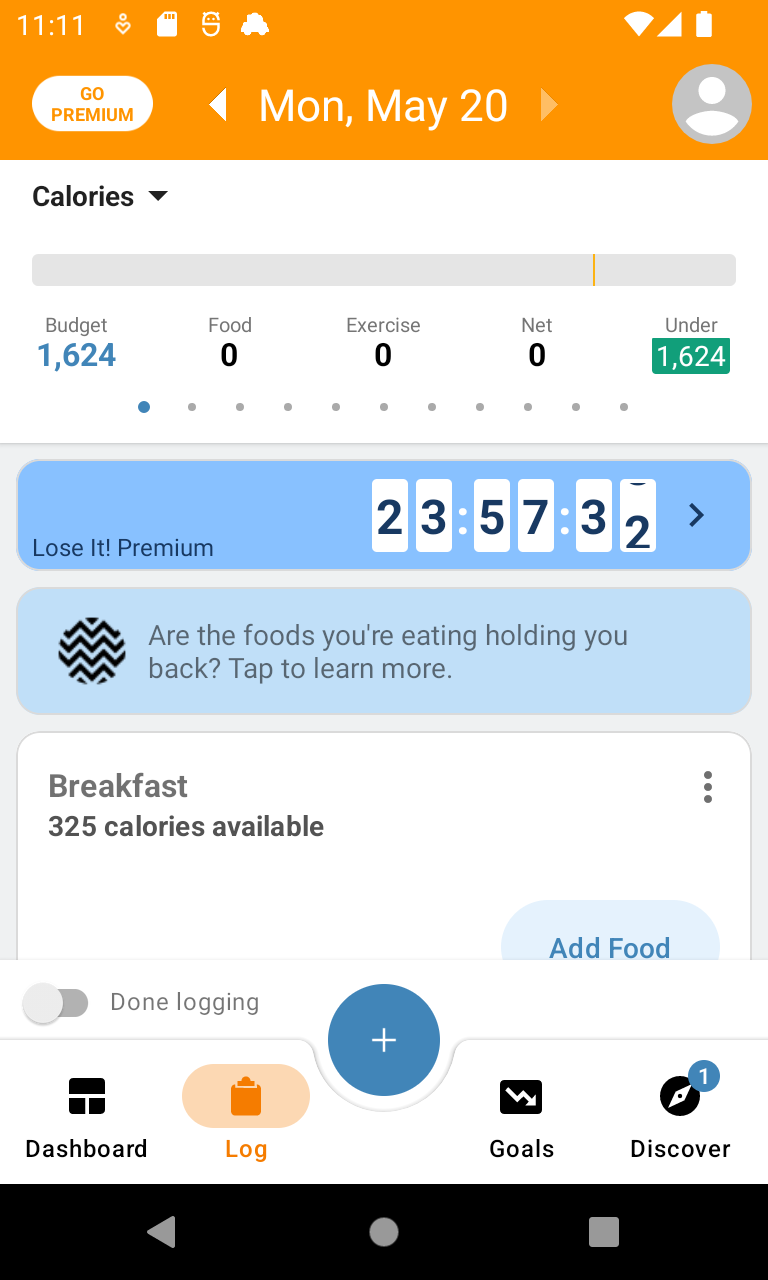 11:11
GO
PREMIUM
Mon, May 20
Calories
Budget Food Exercise Net Under
1,624 0 0 0 1,624
Lose It! Premium
23:57:32
Are the foods you're eating holding you
back? Tap to learn more.
Breakfast
325 calories available
Add Food
Done logging
+
1
Dashboard Log Goals Discover